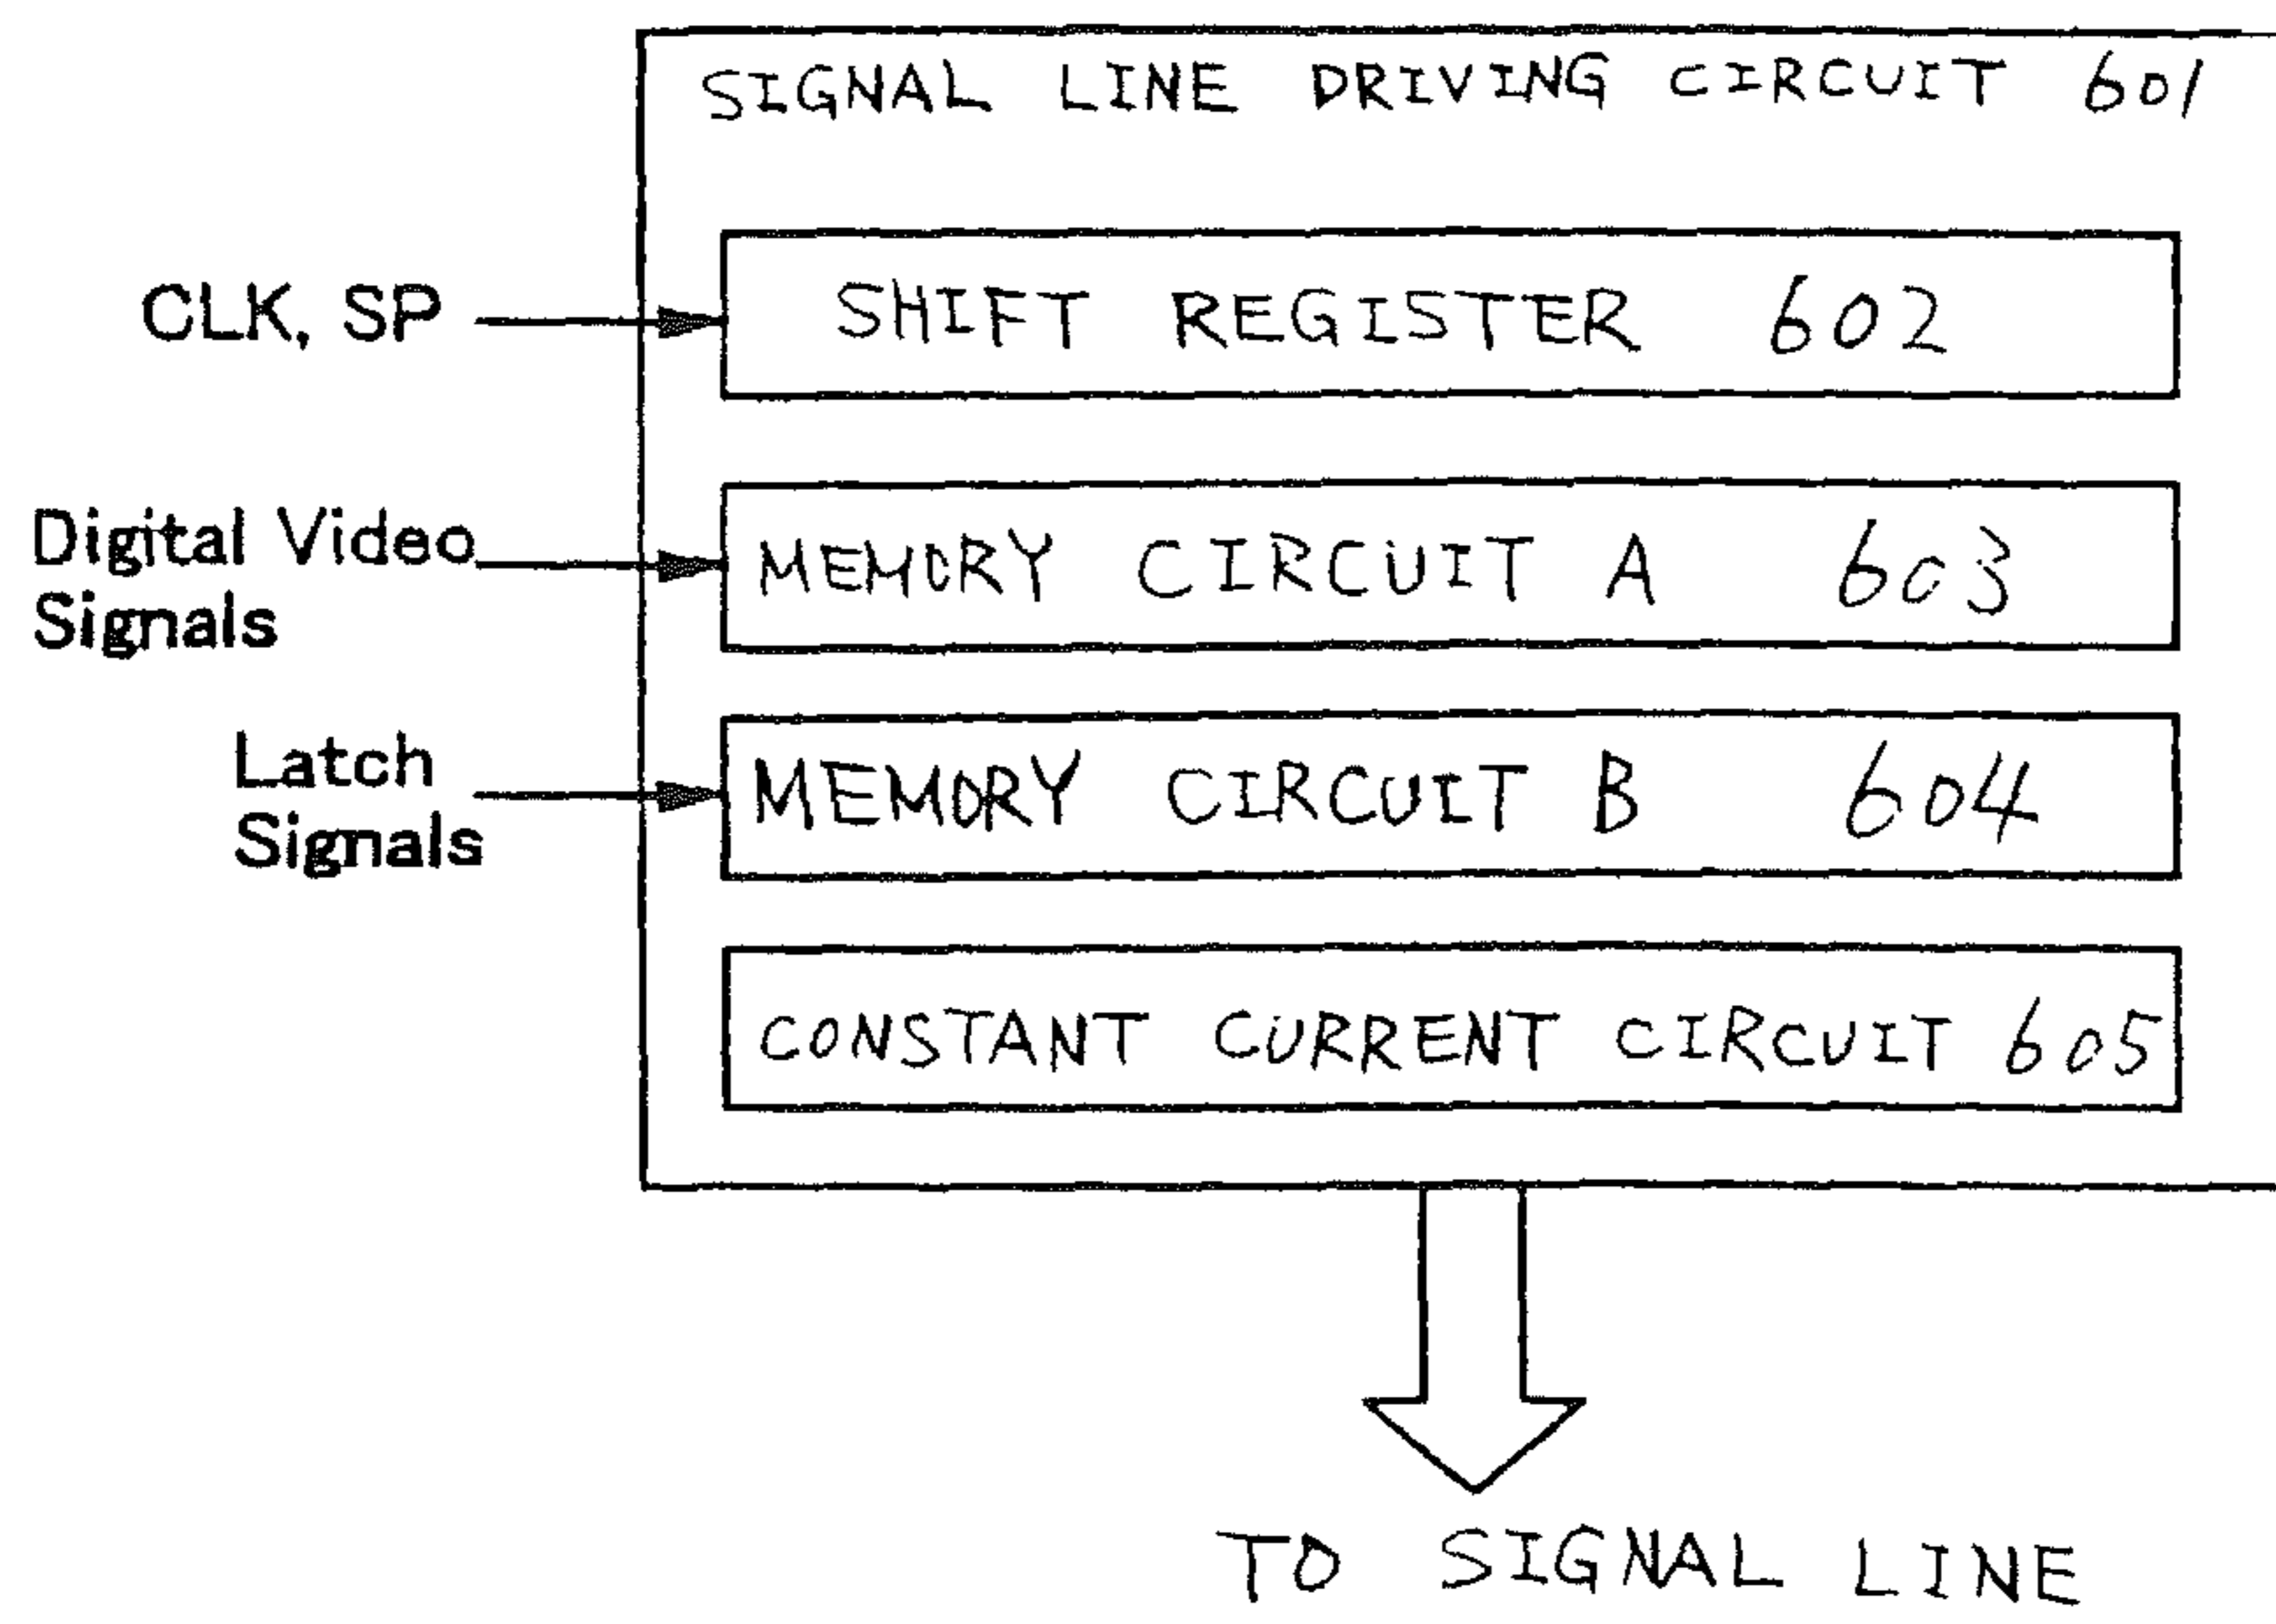 SIGNAL LINE DRIVING CIRCUIT 601
CLK, SP
SHIFT REGISTER 602
Digital Video
Signals
MEMORY CIRCUIT A 603
Latch
Signals
MEMORY CIRCUIT B 604
CONSTANT CURRENT CIRCUIT 605
TO SIGNAL LINE